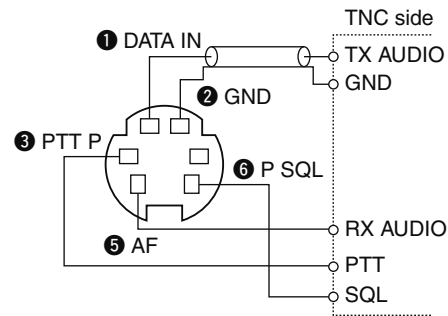 TNC side
❶ DATA IN
TX AUDIO
❷ GND
GND
❸ PTT P
❻ P SQL
❺ AF
RX AUDIO
PTT
SQL